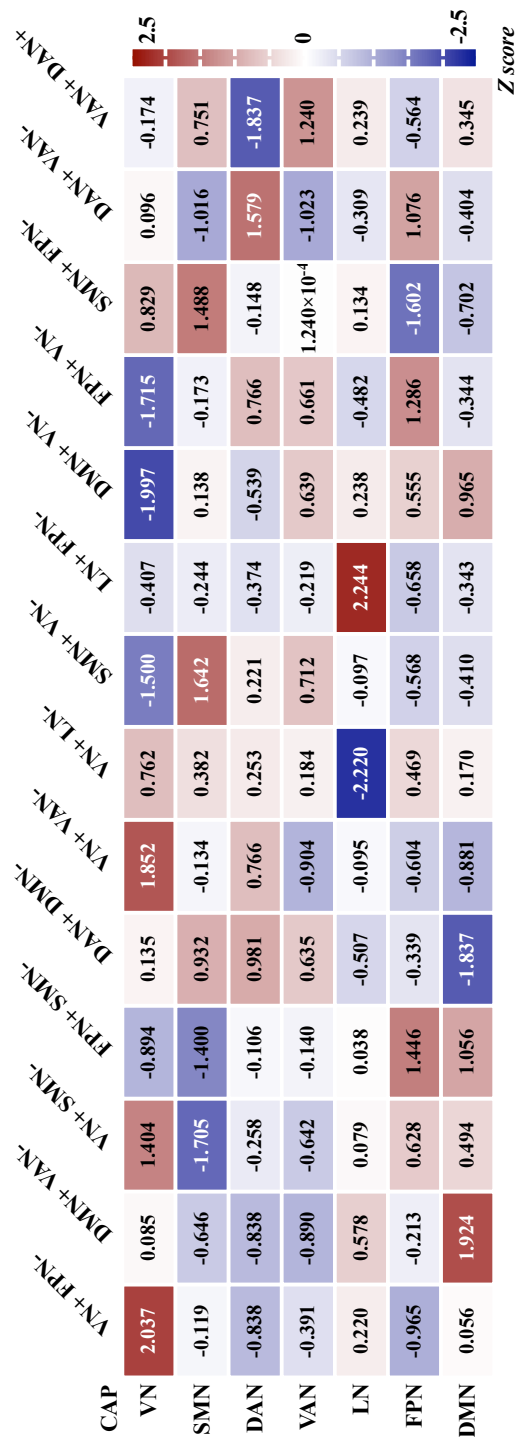 CAP VN+ FPN- DMN+ VAN- VN+ SMN- FPN+ SMN- DAN+ DMN- VN+ VAN- VN+ LN- SMN+ VN- LN+ FPN- DMN+ VN- FPN+ VN- SMN+ FPN- DAN+ VAN- VAN+ DAN+
VN 2.037 0.085 1.404 -0.894 0.135 1.852 0.762 -1.500 -0.407 -1.997 -1.715 0.829 0.096 -0.174
SMN -0.119 -0.646 -1.705 -1.400 0.932 -0.134 0.382 1.642 -0.244 0.138 -0.173 1.488 -1.016 0.751
DAN -0.838 -0.838 -0.258 -0.106 0.981 0.766 0.253 0.221 -0.374 -0.539 0.766 -0.148 1.579 -1.837
VAN -0.391 -0.890 -0.642 -0.140 0.635 -0.904 0.184 0.712 -0.219 0.639 0.661 1.240×10⁻⁴ -1.023 1.240
LN 0.220 0.578 0.079 0.038 -0.507 -0.095 -2.220 -0.097 2.244 0.238 -0.482 0.134 -0.309 0.239
FPN -0.965 -0.213 0.628 1.446 -0.339 -0.604 0.469 -0.568 -0.658 0.555 1.286 -1.602 1.076 -0.564
DMN 0.056 1.924 0.494 1.056 -1.837 -0.881 0.170 -0.410 -0.343 0.965 -0.344 -0.702 -0.404 0.345
2.5
0
-2.5
Z score